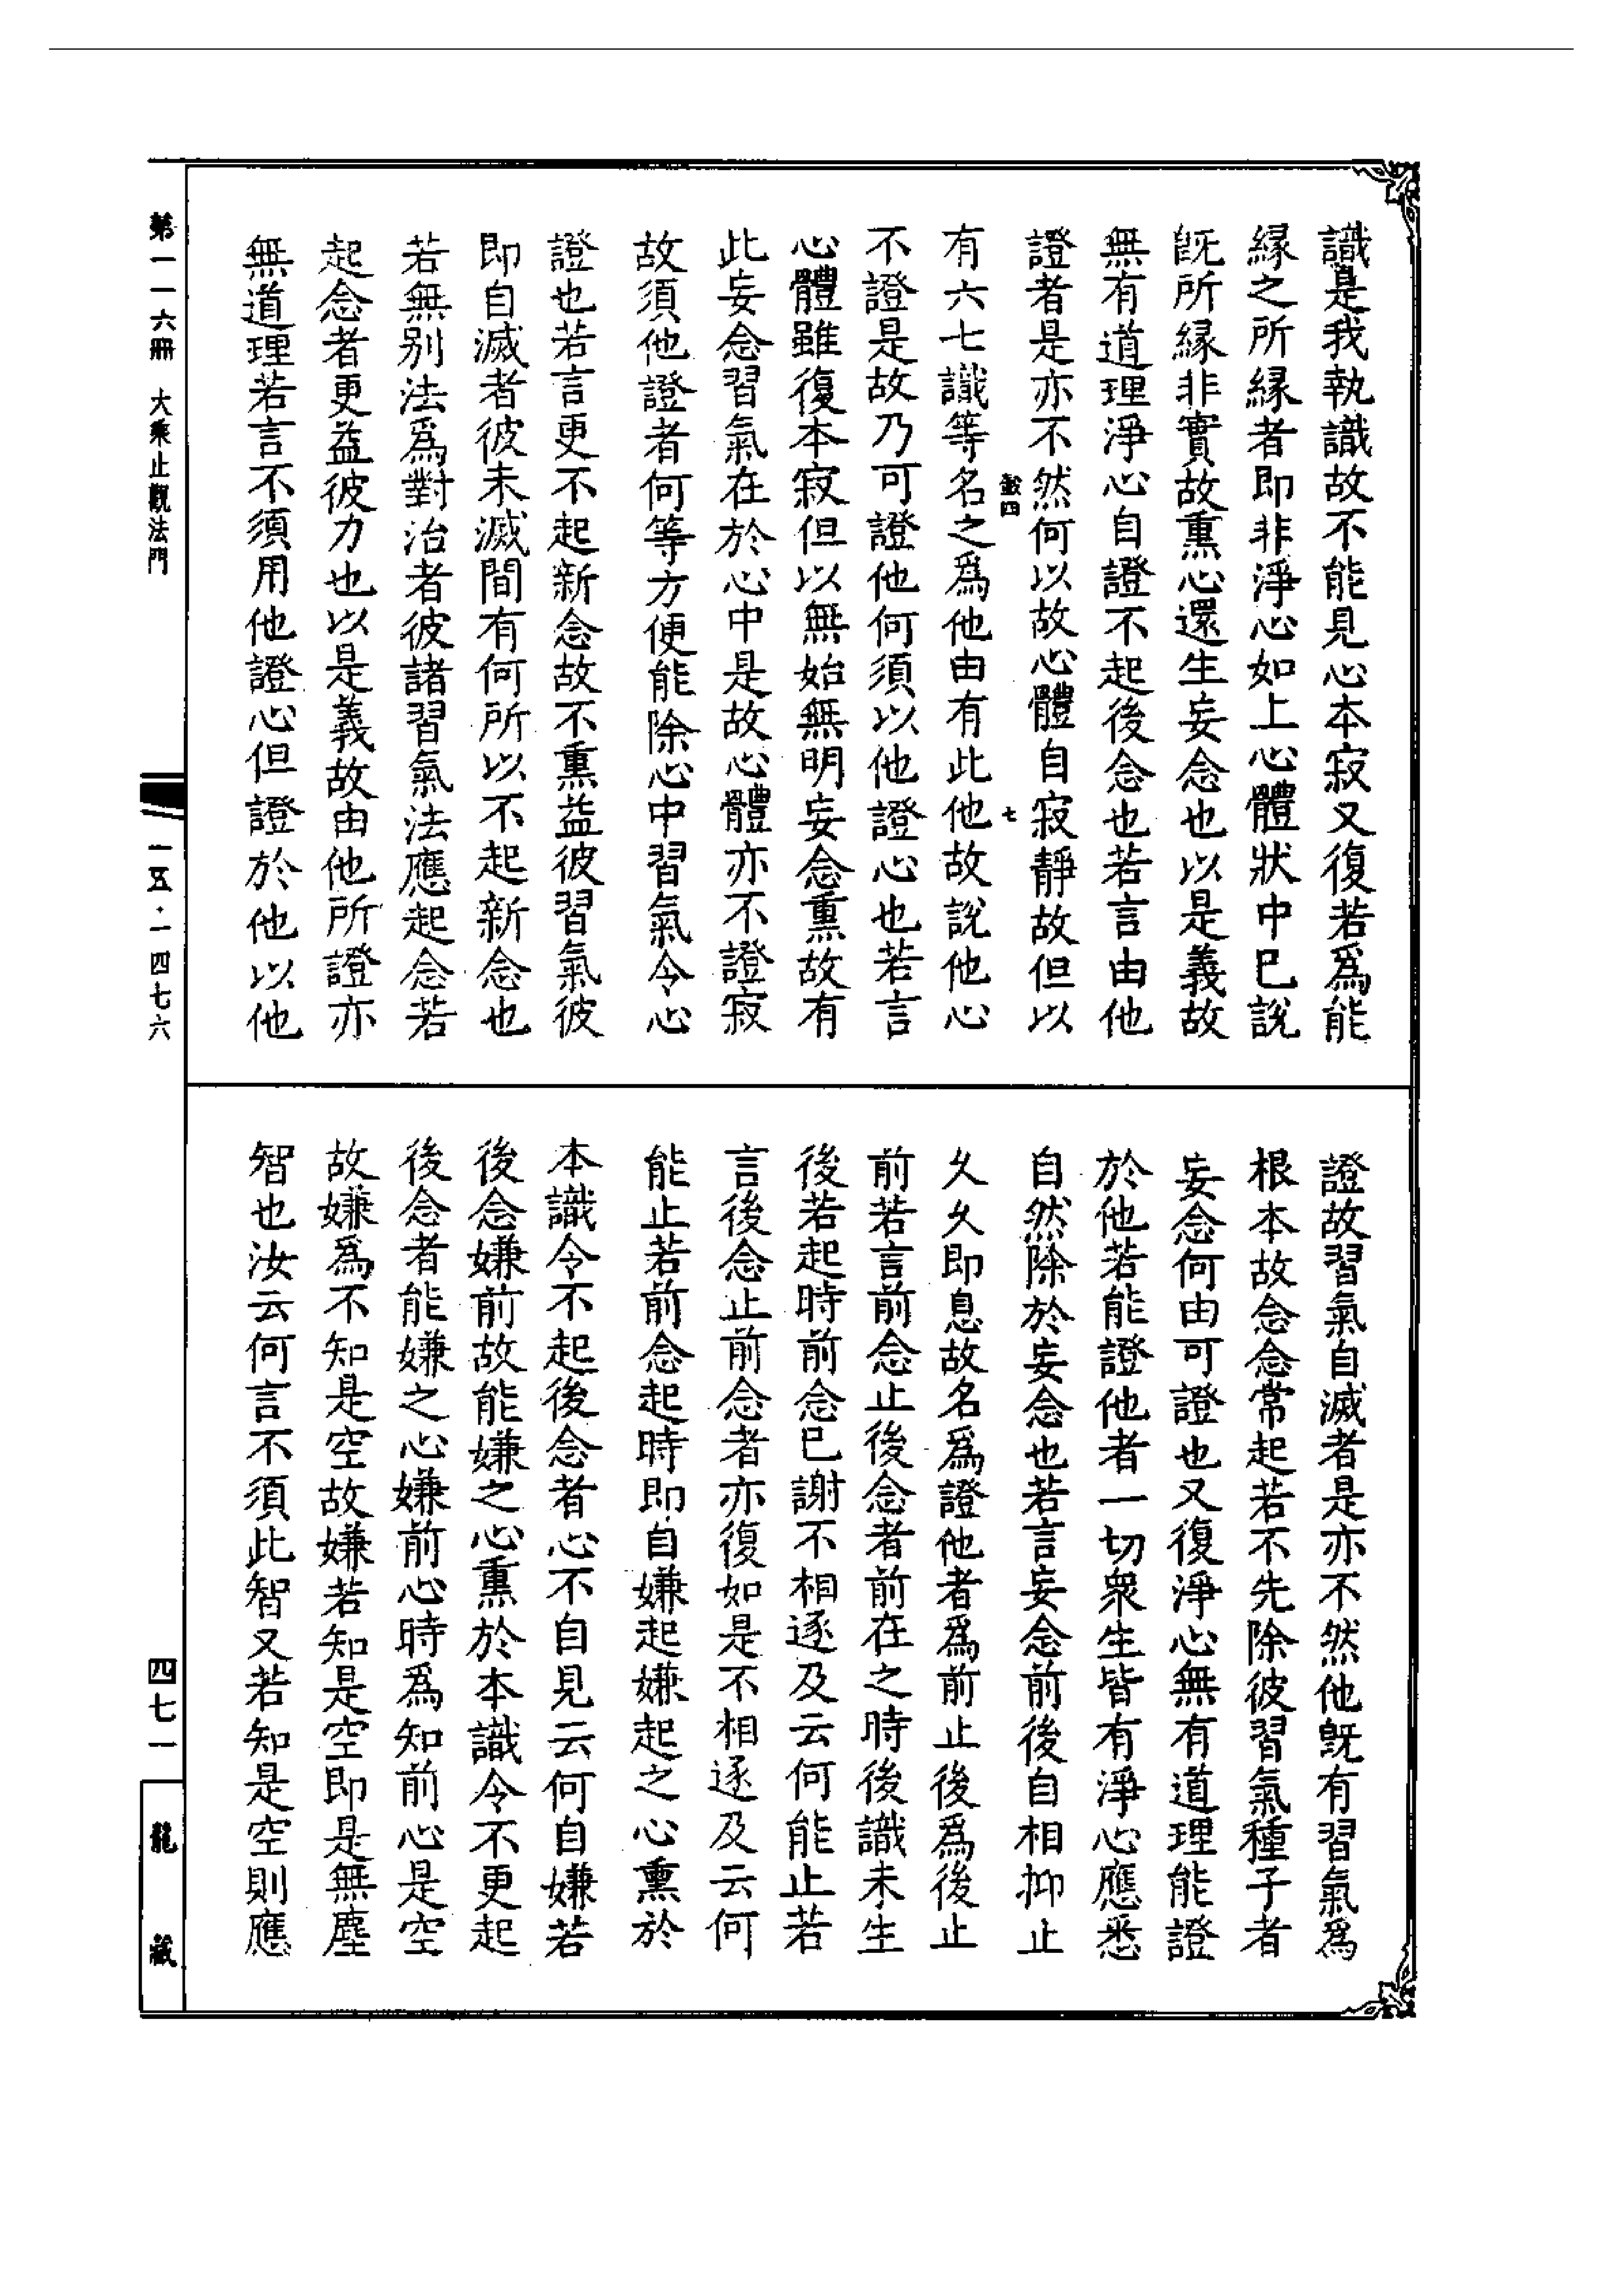 識是我執識故不能見心本寂又復若爲能
緣之所緣者即非淨心如上心體狀中已說
旣所緣非實故熏心還生妄念也以是義故
無有道理淨心自證不起後念也若言由他
證者是亦不然何以故心體自寂靜故但以
有六七識等名之爲他由有此他故說他心
不證是故乃可證他何須以他證心也若言
心體雖復本寂但以無始無明妄念熏故有
此妄念習氣在於心中是故心體亦不證寂
故須他證者何等方便能除心中習氣令心
證也若言更不起新念故不熏益彼習氣彼
即自滅者彼未滅間有何所以不起新念也
若無别法爲對治者彼諸習氣法應起念若
起念者更益彼力也以是義故由他所證亦
無道理若言不須用他證心但證於他以他
七
證故習氣自滅者是亦不然他旣有習氣爲
根本故念念常起若不先除彼習氣種子者
妄念何由可證也又復淨心無有道理能證
於他若能證他者一切衆生皆有淨心應悉
自然除於妄念也若言妄念前後自相抑止
久久即息故名爲證他者爲前止後爲後止
前若言前念止後念者前在之時後識未生
後若起時前念已謝不相逐及云何能止若
言後念止前念者亦復如是不相逐及云何
能止若前念起時即自嫌起嫌起之心熏於
本識令不起後念者心不自見云何自嫌若
後念嫌前故能嫌之心熏於本識令不更起
後念者能嫌之心嫌前心時爲知前心是空
故嫌爲不知是空故嫌若知是空即是無塵
智也汝云何言不須此智又若知是空則應
第一一六冊 大乘止觀法門
一五·一四七六
四七一
龍藏